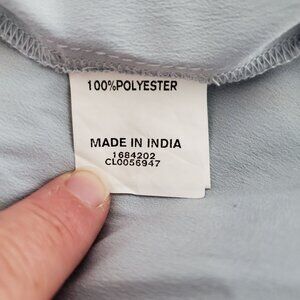 100%POLYESTER
MADE IN INDIA
1684202
CL0056947